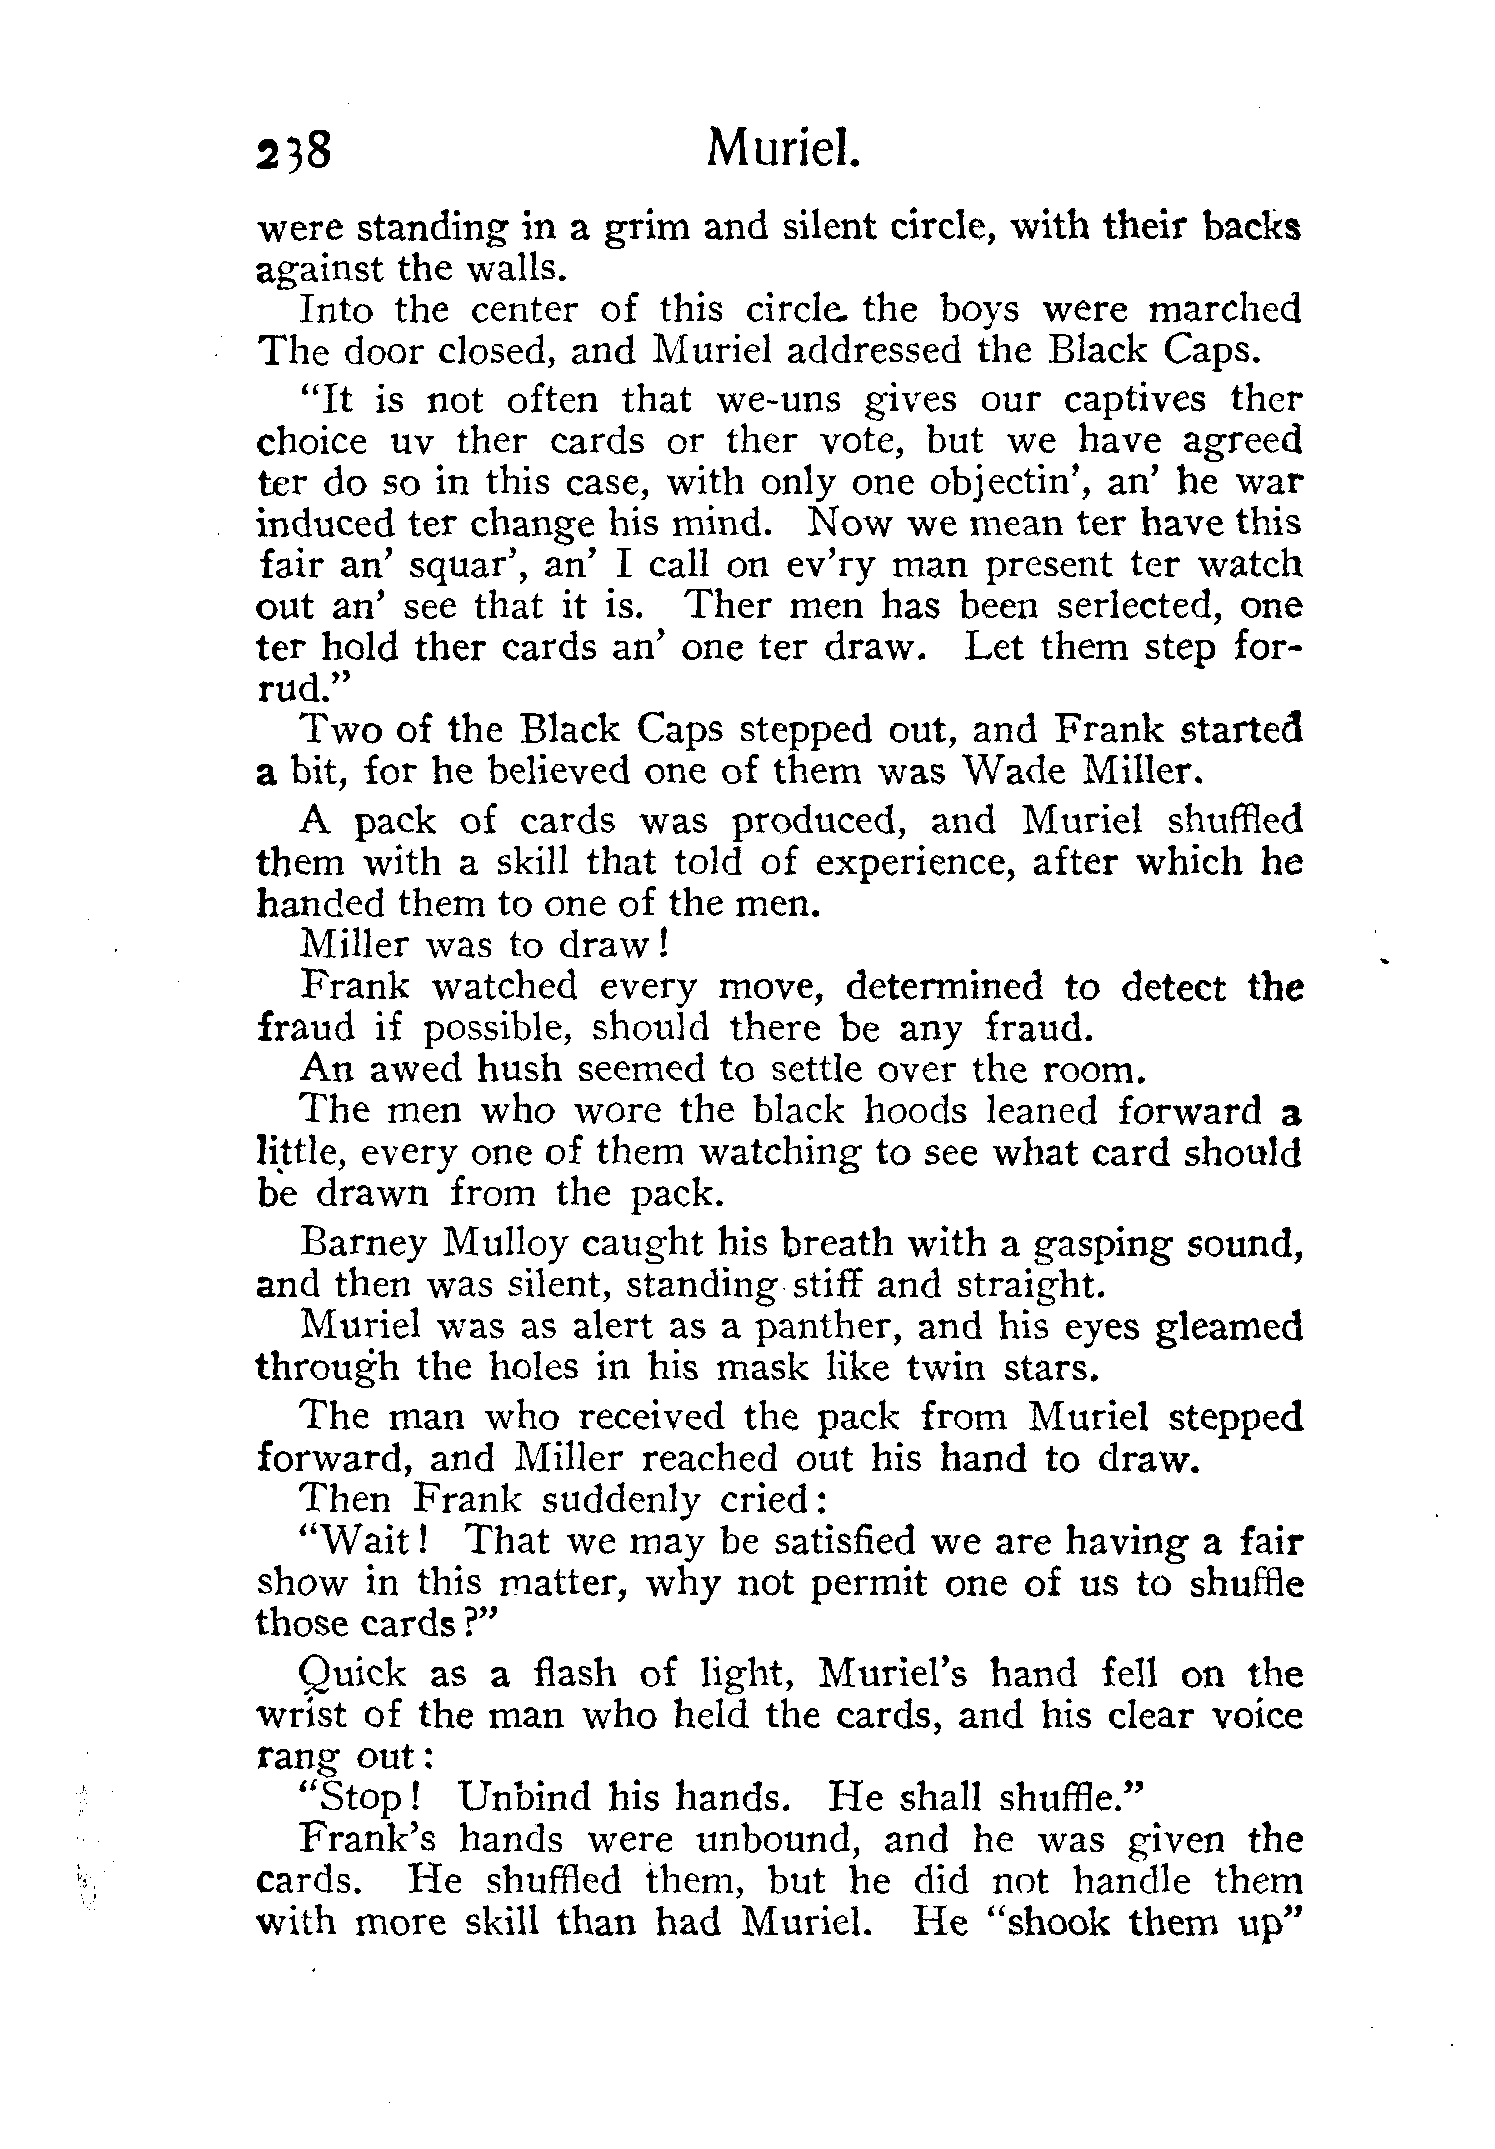 238 Muriel.
were standing in a grim and silent circle, with their backs
against the walls.
Into the center of this circle the boys were marched
The door closed, and Muriel addressed the Black Caps.
“It is not often that we-uns gives our captives ther
choice uv ther cards or ther vote, but we have agreed
ter do so in this case, with only one objectin’, an’ he war
induced ter change his mind. Now we mean ter have this
fair an’ squar’, an’ I call on ev’ry man present ter watch
out an’ see that it is. Ther men has been serlected, one
ter hold ther cards an’ one ter draw. Let them step for-
rud.”
Two of the Black Caps stepped out, and Frank started
a bit, for he believed one of them was Wade Miller.
A pack of cards was produced, and Muriel shuffled
them with a skill that told of experience, after which he
handed them to one of the men.
Miller was to draw!
Frank watched every move, determined to detect the
fraud if possible, should there be any fraud.
An awed hush seemed to settle over the room.
The men who wore the black hoods leaned forward a
little, every one of them watching to see what card should
be drawn from the pack.
Barney Mulloy caught his breath with a gasping sound,
and then was silent, standing stiff and straight.
Muriel was as alert as a panther, and his eyes gleamed
through the holes in his mask like twin stars.
The man who received the pack from Muriel stepped
forward, and Miller reached out his hand to draw.
Then Frank suddenly cried:
“Wait! That we may be satisfied we are having a fair
show in this matter, why not permit one of us to shuffle
those cards?”
Quick as a flash of light, Muriel’s hand fell on the
wrist of the man who held the cards, and his clear voice
rang out:
“Stop! Unbind his hands. He shall shuffle.”
Frank’s hands were unbound, and he was given the
cards. He shuffled them, but he did not handle them
with more skill than had Muriel. He “shook them up”